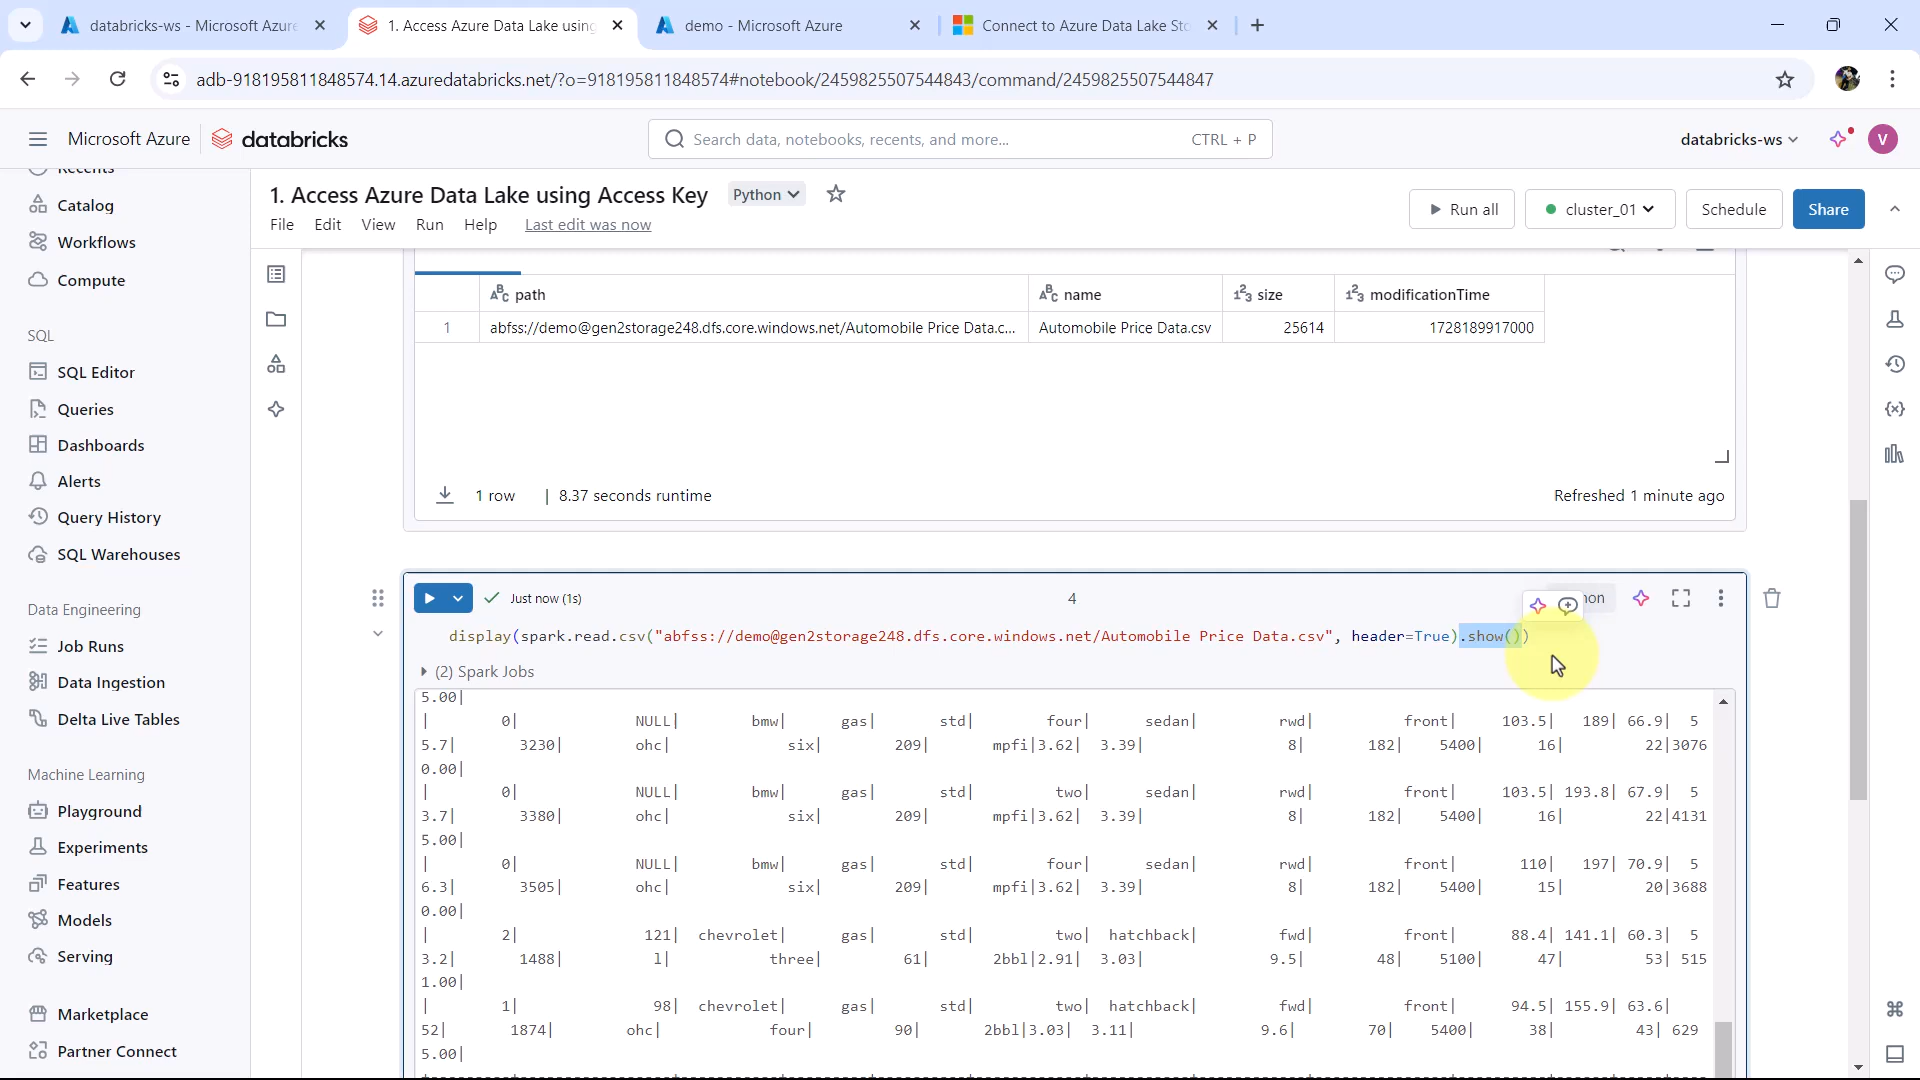 databricks-ws - Microsoft Azure
1. Access Azure Data Lake using
demo - Microsoft Azure
Connect to Azure Data Lake Sto
adb-918195811848574.14.azuredatabricks.net/?o=918195811848574#notebook/2459825507544843/command/2459825507544847
Microsoft Azure databricks
Search data, notebooks, recents, and more... CTRL + P
databricks-ws
V
Recents
Catalog
Workflows
Compute
SQL
SQL Editor
Queries
Dashboards
Alerts
Query History
SQL Warehouses
Data Engineering
Job Runs
Data Ingestion
Delta Live Tables
Machine Learning
Playground
Experiments
Features
Models
Serving
Marketplace
Partner Connect
1. Access Azure Data Lake using Access Key Python
File Edit View Run Help Last edit was now
Run all cluster_01 Schedule Share
path name size modificationTime
1 abfss://demo@gen2storage248.dfs.core.windows.net/Automobile Price Data.c... Automobile Price Data.csv 25614 1728189917000
1 row | 8.37 seconds runtime Refreshed 1 minute ago
Just now (1s) 4
display(spark.read.csv("abfss://demo@gen2storage248.dfs.core.windows.net/Automobile Price Data.csv", header=True).show())
(2) Spark Jobs
5.00|
| 0| NULL| bmw| gas| std| four| sedan| rwd| front| 103.5| 189| 66.9| 5
5.7| 3230| ohc| six| 209| mpfi|3.62| 3.39| 8| 182| 5400| 16| 22|3076
0.00|
| 0| NULL| bmw| gas| std| two| sedan| rwd| front| 103.5| 193.8| 67.9| 5
3.7| 3380| ohc| six| 209| mpfi|3.62| 3.39| 8| 182| 5400| 16| 22|4131
5.00|
| 0| NULL| bmw| gas| std| four| sedan| rwd| front| 110| 197| 70.9| 5
6.3| 3505| ohc| six| 209| mpfi|3.62| 3.39| 8| 182| 5400| 15| 20|3688
0.00|
| 2| 121| chevrolet| gas| std| two| hatchback| fwd| front| 88.4| 141.1| 60.3| 5
3.2| 1488| l| three| 61| 2bbl|2.91| 3.03| 9.5| 48| 5100| 47| 53| 515
1.00|
| 1| 98| chevrolet| gas| std| two| hatchback| fwd| front| 94.5| 155.9| 63.6|
52| 1874| ohc| four| 90| 2bbl|3.03| 3.11| 9.6| 70| 5400| 38| 43| 629
5.00|